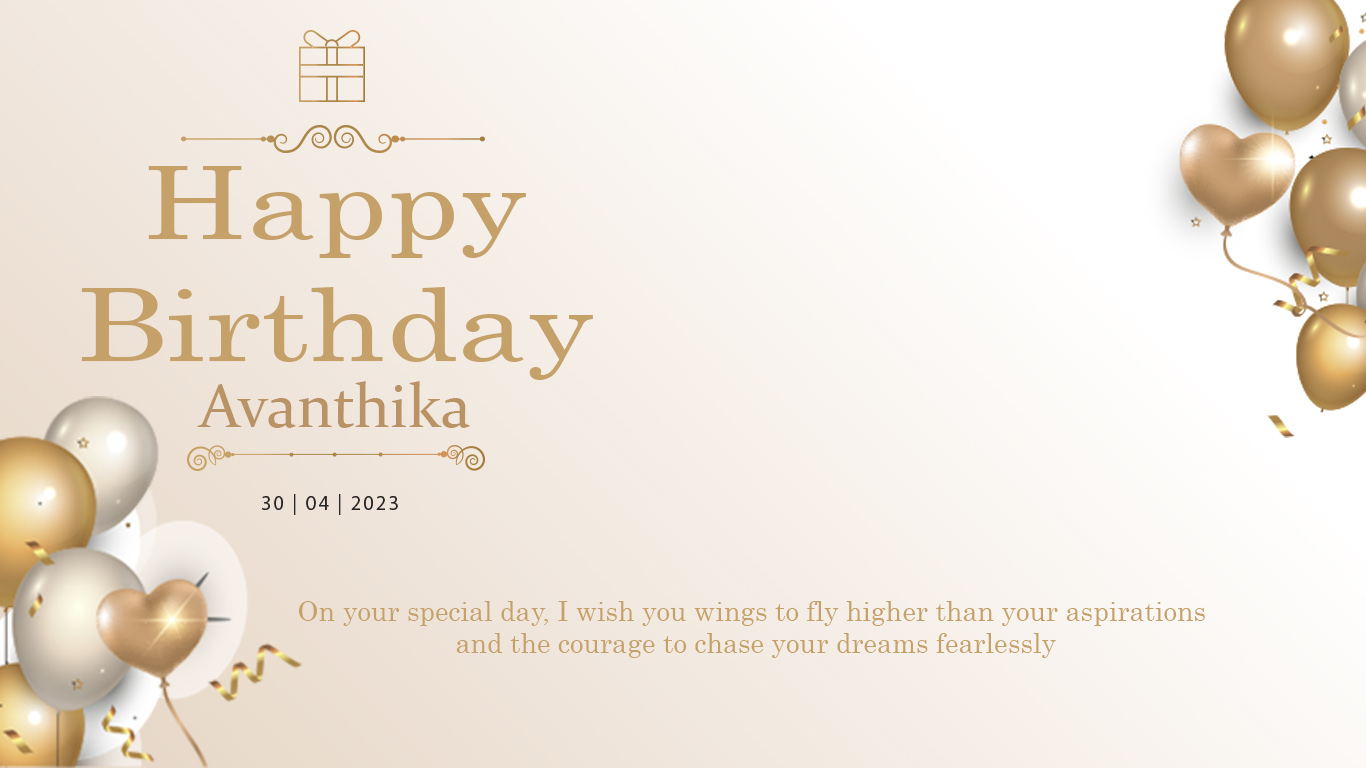 Happy
Birthday
Avanthika
30 | 04 | 2023
On your special day, I wish you wings to fly higher than your aspirations
and the courage to chase your dreams fearlessly